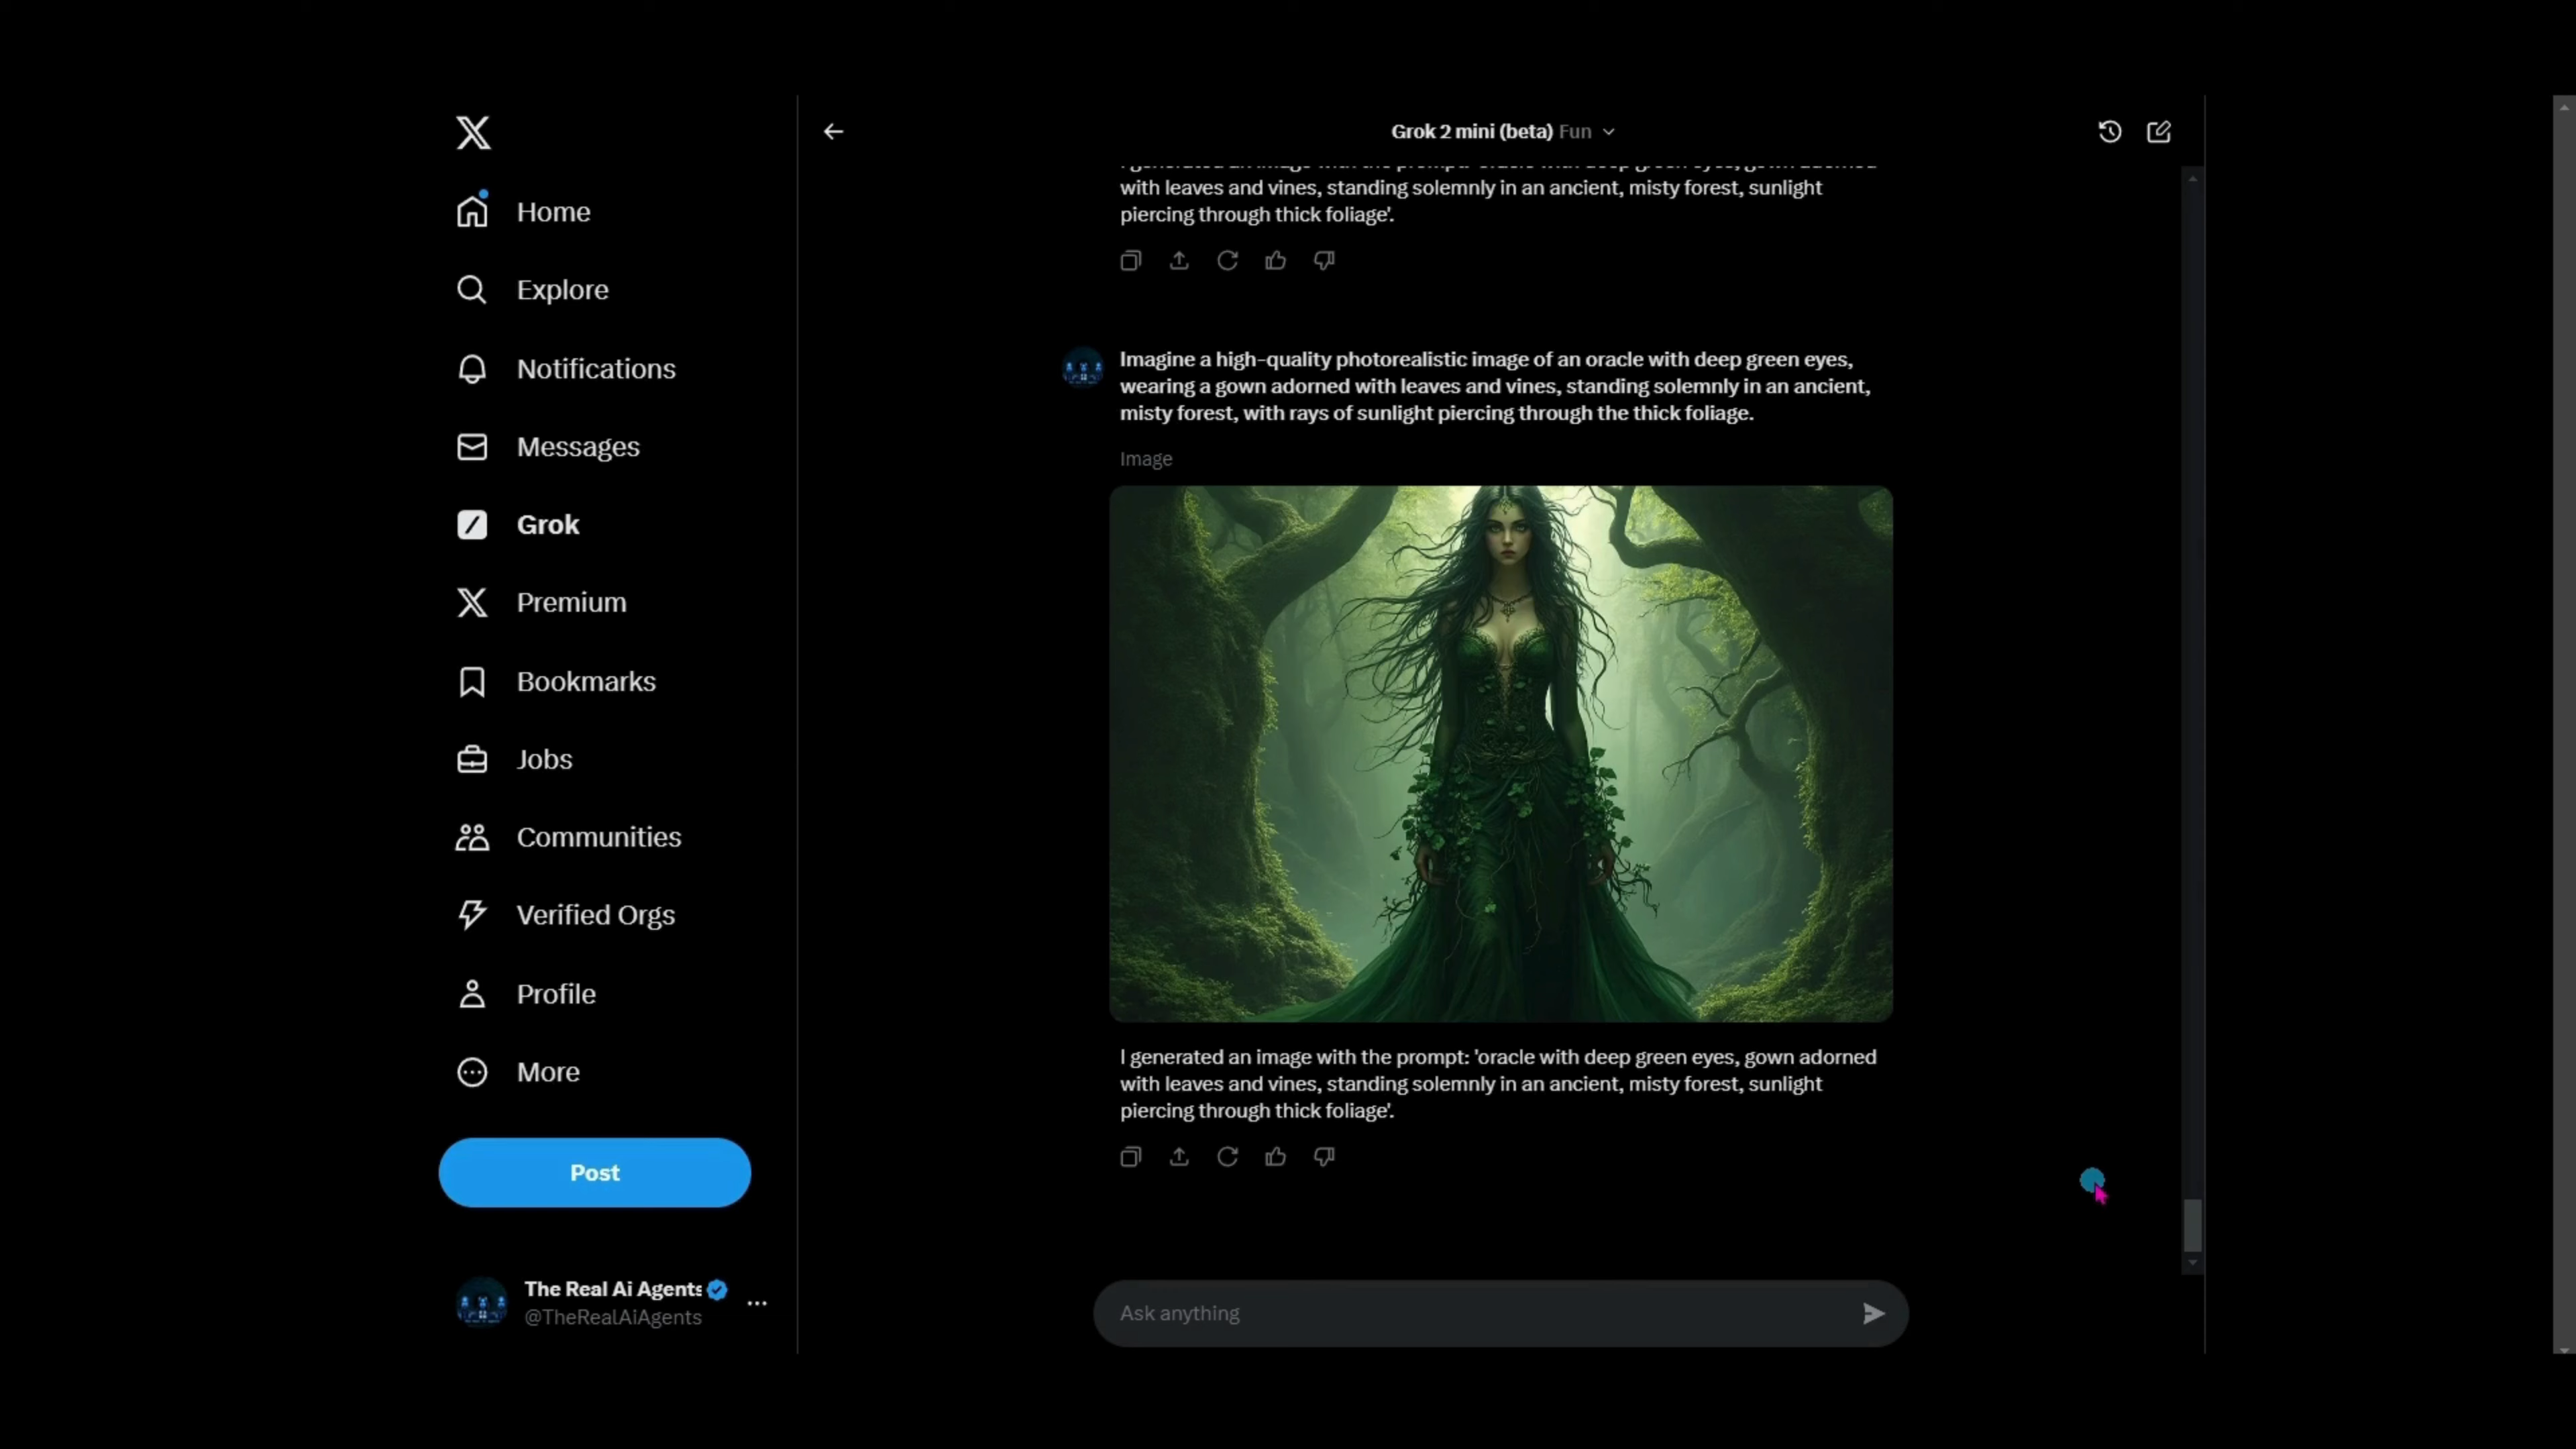 Home
Explore
Notifications
Messages
Grok
Premium
Bookmarks
Jobs
Communities
Verified Orgs
Profile
More
Post
The Real Ai Agents
@TheRealAiAgents
Grok 2 mini (beta) Fun
with leaves and vines, standing solemnly in an ancient, misty forest, sunlight
piercing through thick foliage'.
Imagine a high-quality photorealistic image of an oracle with deep green eyes,
wearing a gown adorned with leaves and vines, standing solemnly in an ancient,
misty forest, with rays of sunlight piercing through the thick foliage.
Image
I generated an image with the prompt: 'oracle with deep green eyes, gown adorned
with leaves and vines, standing solemnly in an ancient, misty forest, sunlight
piercing through thick foliage'.
Ask anything